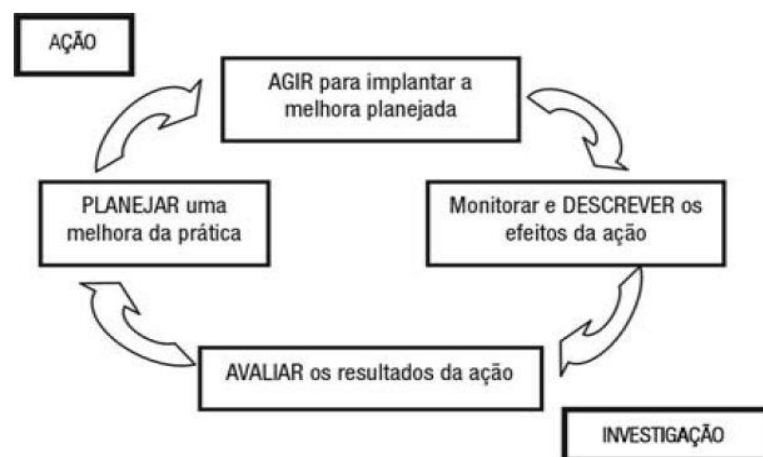 AÇÃO
AGIR para implantar a
melhora planejada
PLANEJAR uma
melhora da prática
Monitorar e DESCREVER os
efeitos da ação
AVALIAR os resultados da ação
INVESTIGAÇÃO